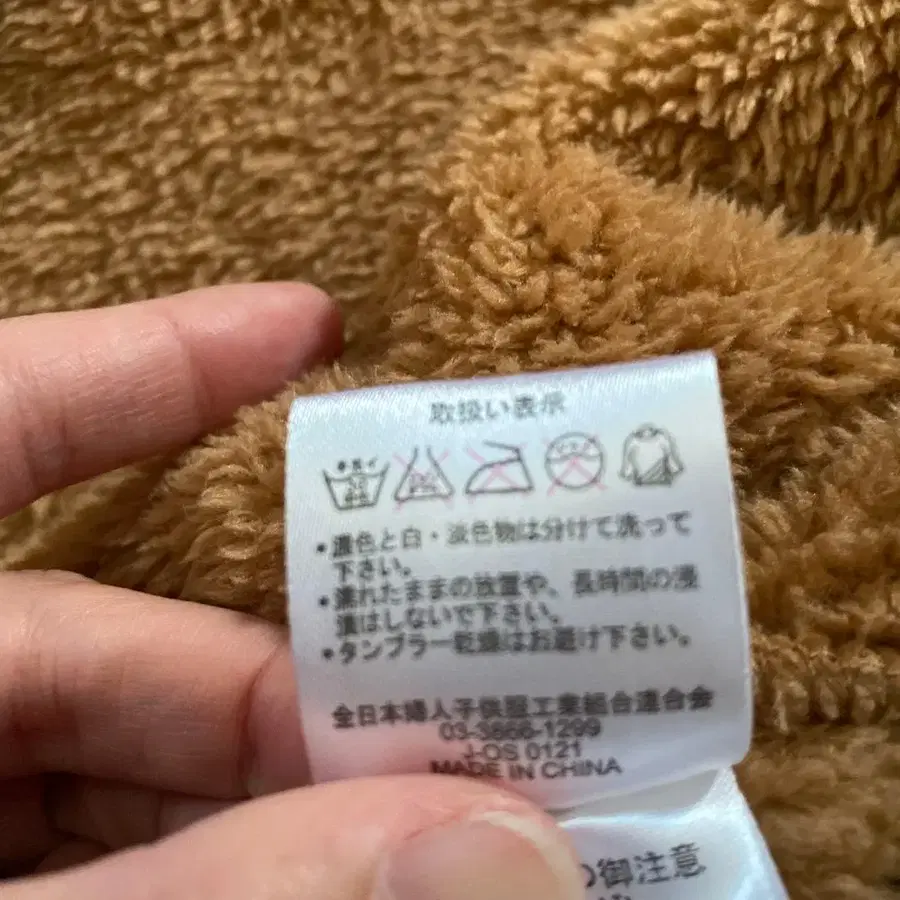 取扱い表示
・濃色と白・淡色物は分けて洗って
下さい。
・濡れたままの放置や、長時間の浸
漬はしないで下さい。
・タンブラー乾燥はお避け下さい。
全日本婦人子供服工業組合連合会
03-3866-1299
J-OS 0121
MADE IN CHINA
の御注意